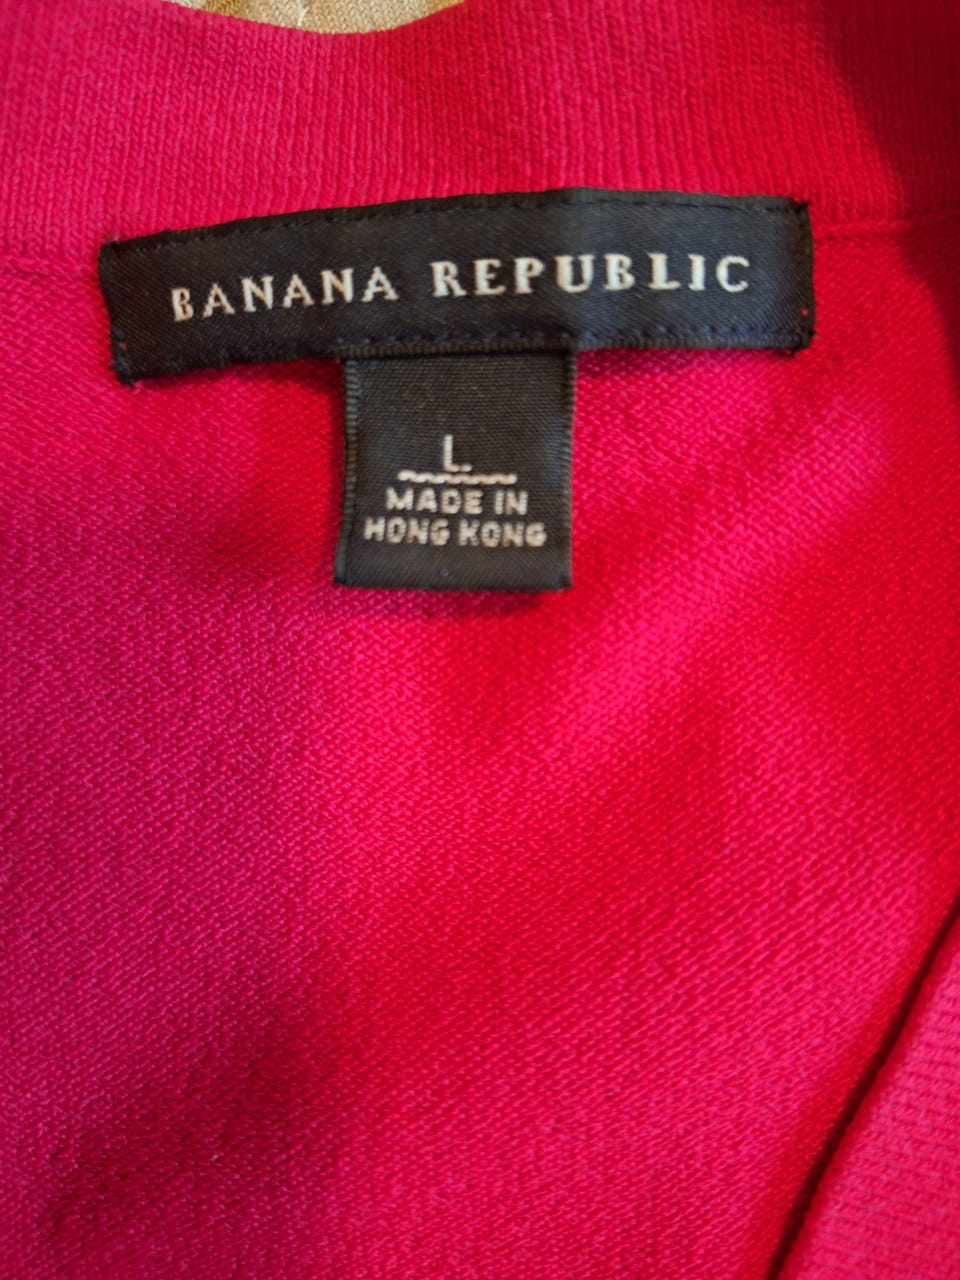 BANANA REPUBLIC
L.
MADE IN
HONG KONG